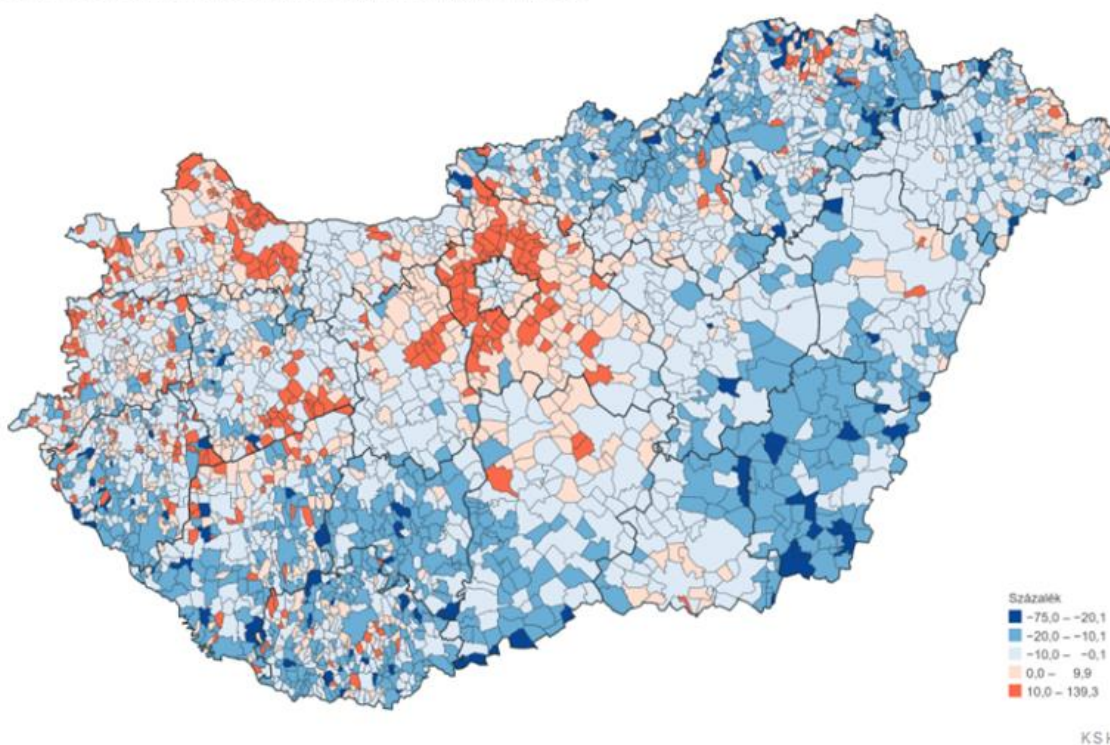 Százalék
−75,0 – −20,1
−20,0 – −10,1
−10,0 – −0,1
0,0 – 9,9
10,0 – 139,3